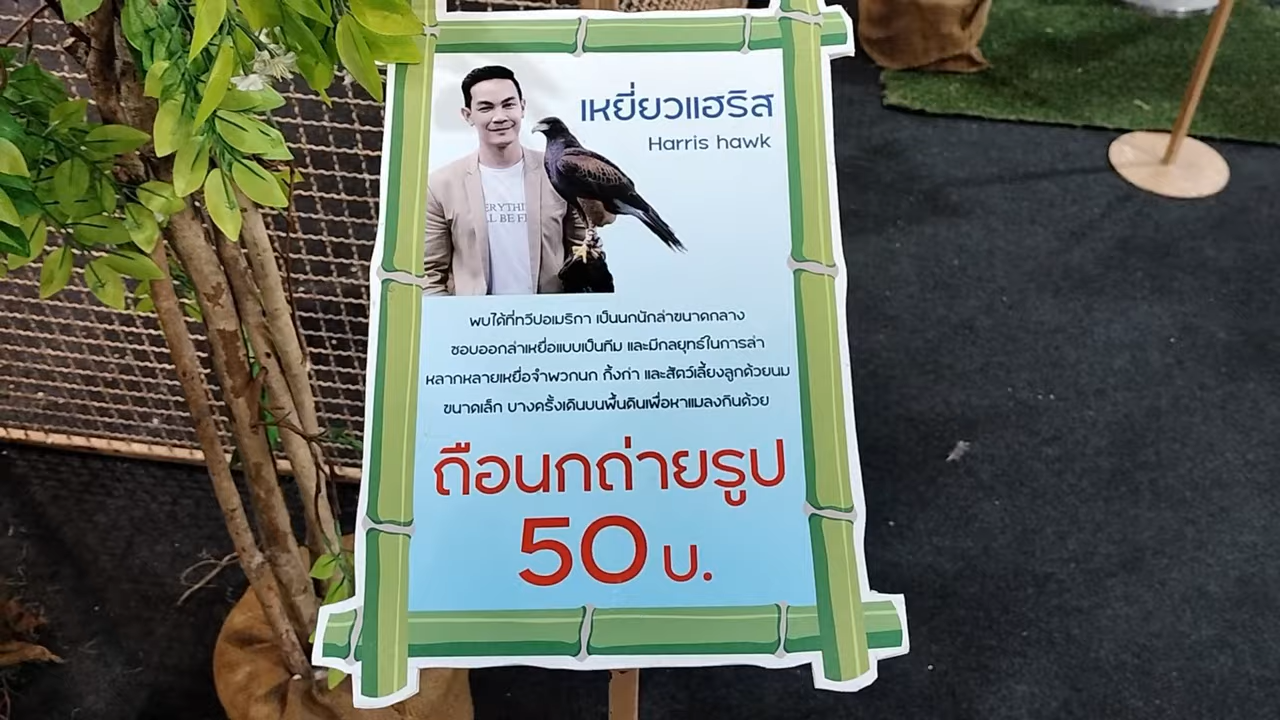 เหยี่ยวแฮริส
Harris hawk
พบได้ที่ทวีปอเมริกา เป็นนกนักล่าขนาดกลาง
ชอบออกล่าเหยื่อแบบเป็นทีม และมีกลยุทธ์ในการล่า
หลากหลายเหยื่อจำพวกนก กิ้งก่า และสัตว์เลี้ยงลูกด้วยนม
ขนาดเล็ก บางครั้งเดินบนพื้นดินเพื่อหาแมลงกินด้วย
ถือนกถ่ายรูป
50 บ.